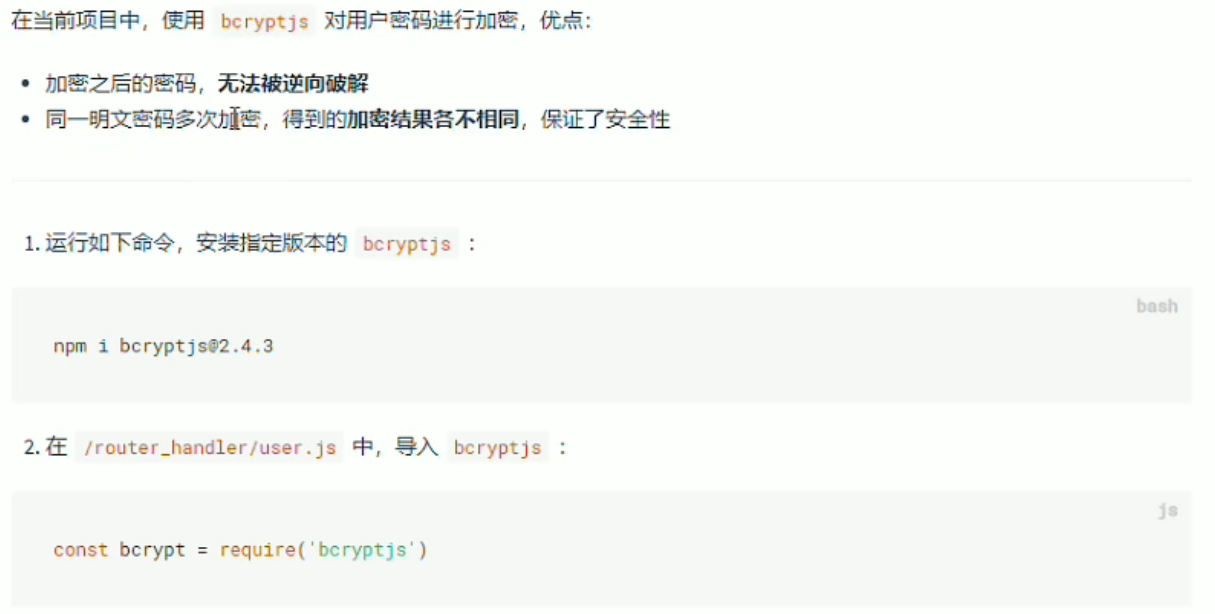 在当前项目中，使用 bcryptjs 对用户密码进行加密，优点：
• 加密之后的密码，无法被逆向破解
• 同一明文密码多次加密，得到的加密结果各不相同，保证了安全性
1. 运行如下命令，安装指定版本的 bcryptjs ：
bash
npm i bcryptjs@2.4.3
2. 在 /router_handler/user.js 中，导入 bcryptjs ：
js
const bcrypt = require('bcryptjs')